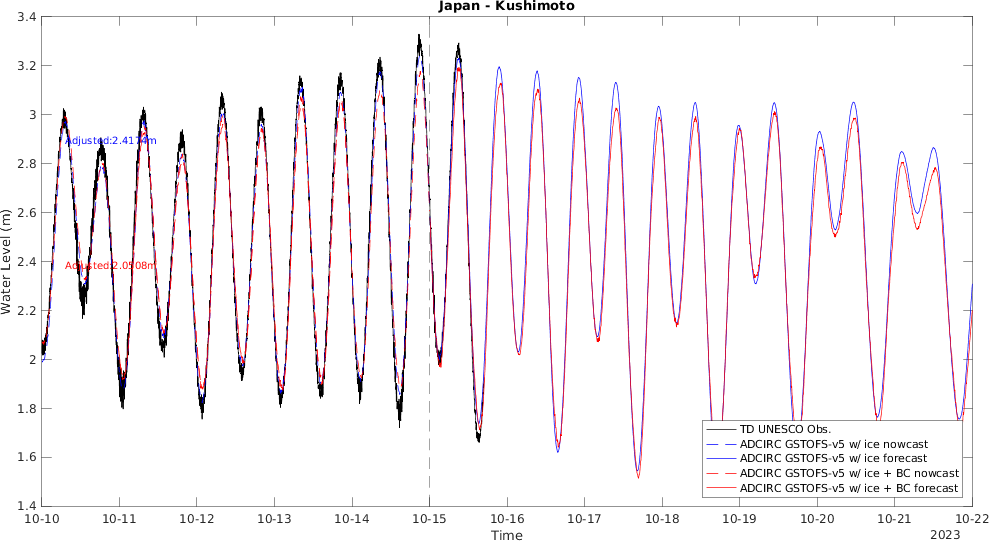 Japan - Kushimoto
3.4
3.2
3
2.8
2.6
2.4
2.2
2
1.8
1.6
1.4
Water Level (m)
Adjusted:2.4174m
Adjusted:2.0508m
TD UNESCO Obs.
ADCIRC GSTOFS-v5 w/ ice nowcast
ADCIRC GSTOFS-v5 w/ ice forecast
ADCIRC GSTOFS-v5 w/ ice + BC nowcast
ADCIRC GSTOFS-v5 w/ ice + BC forecast
10-10 10-11 10-12 10-13 10-14 10-15 10-16 10-17 10-18 10-19 10-20 10-21 10-22
Time
2023